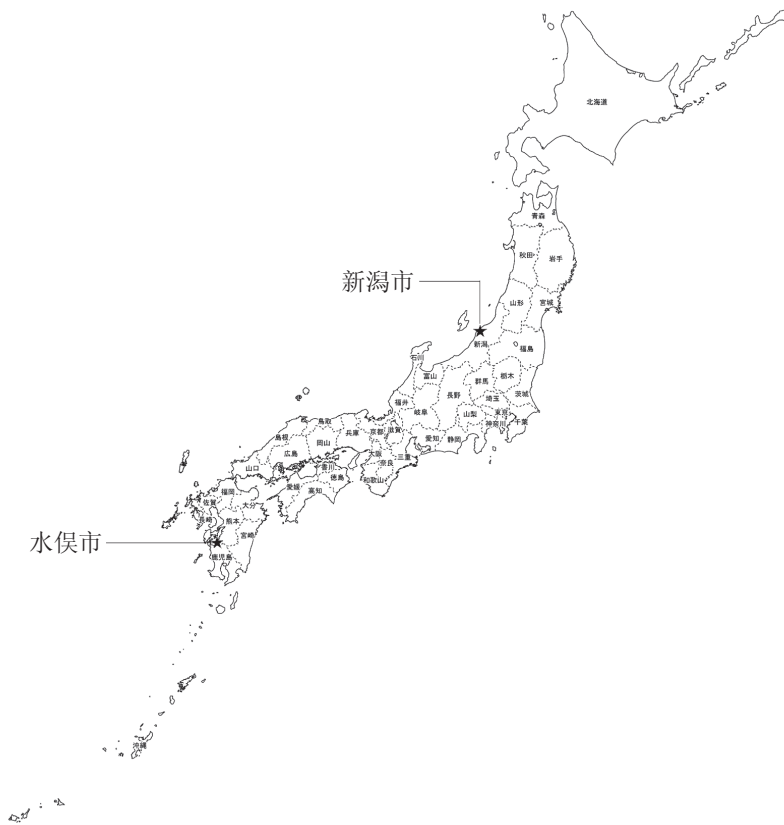 北海道
青森
秋田
岩手
新潟市
山形
宮城
新潟
福島
石川
富山
群馬
栃木
長野
茨城
埼玉
福井
岐阜
山梨
東京
神奈川
千葉
鳥取
兵庫
京都
滋賀
愛知
静岡
島根
岡山
広島
大阪
奈良
三重
山口
香川
徳島
和歌山
愛媛
高知
福岡
佐賀
大分
長崎
熊本
宮崎
水俣市
鹿児島
沖縄